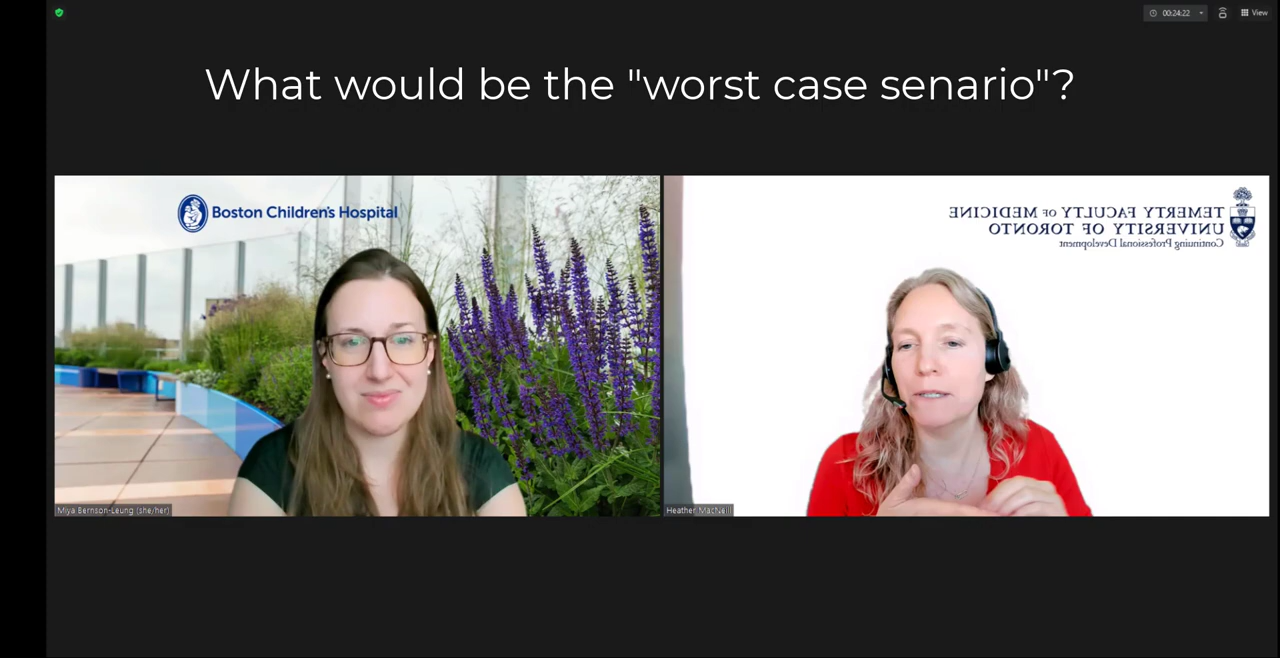 00:24:22
View
What would be the "worst case senario"?
Boston Children's Hospital
TEMERTY FACULTY OF MEDICINE
UNIVERSITY OF TORONTO
Continuing Professional Development
Miya Bernson-Leung (she/her)
Heather MacNeill